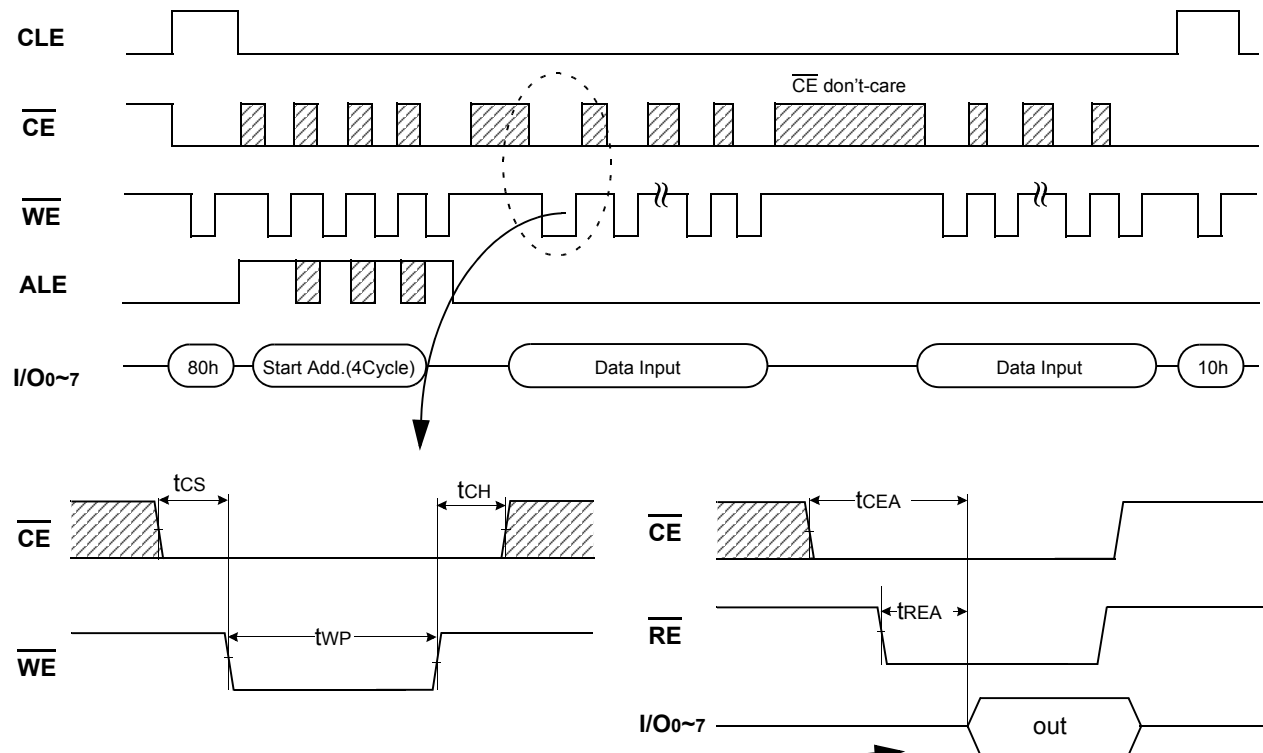 CLE
CE don't-care
CE
WE
ALE
I/O0~7 80h Start Add.(4Cycle) Data Input Data Input 10h
tCS tCH
CE
tWP
WE
tCEA
CE
tREA
RE
I/O0~7 out